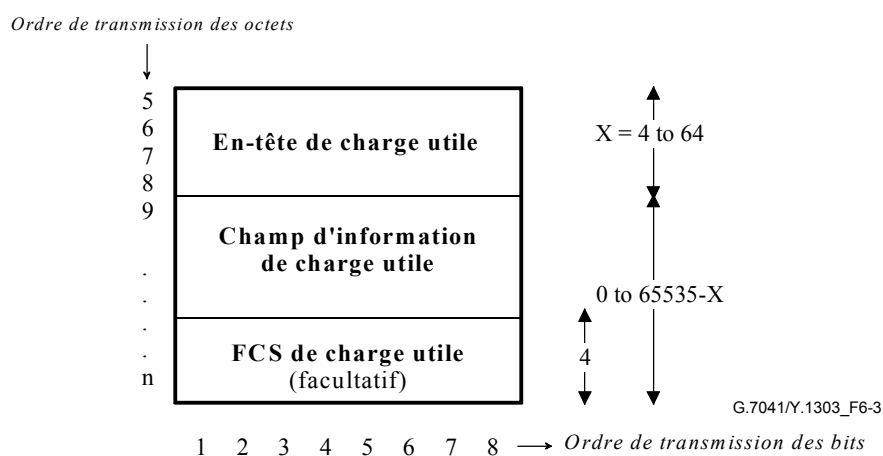 Ordre de transmission des octets
5
6
7
8
9
.
.
.
.
n
En-tête de charge utile
Champ d'information
de charge utile
FCS de charge utile
(facultatif)
X = 4 to 64
0 to 65535-X
4
G.7041/Y.1303_F6-3
1 2 3 4 5 6 7 8 Ordre de transmission des bits